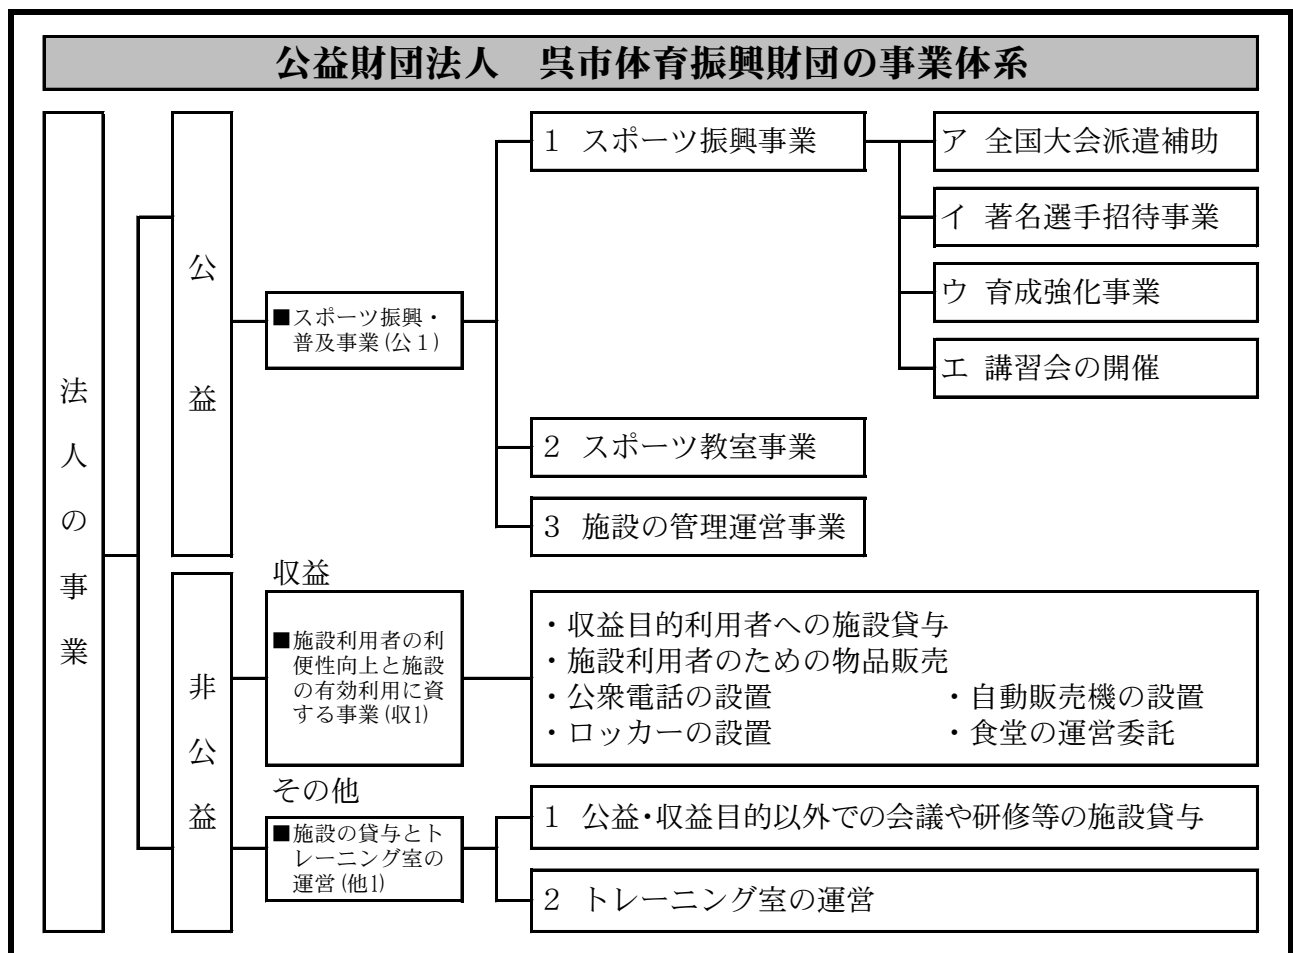 公益財団法人　呉市体育振興財団の事業体系
法人の事業
公益
■スポーツ振興・
普及事業(公１)
１ スポーツ振興事業
ア 全国大会派遣補助
イ 著名選手招待事業
ウ 育成強化事業
エ 講習会の開催
２ スポーツ教室事業
３ 施設の管理運営事業
非公益
収益
■施設利用者の利
便性向上と施設
の有効利用に資
する事業(収1)
・収益目的利用者への施設貸与
・施設利用者のための物品販売
・公衆電話の設置 ・自動販売機の設置
・ロッカーの設置 ・食堂の運営委託
その他
■施設の貸与とト
レーニング室の
運営(他1)
１ 公益・収益目的以外での会議や研修等の施設貸与
２ トレーニング室の運営